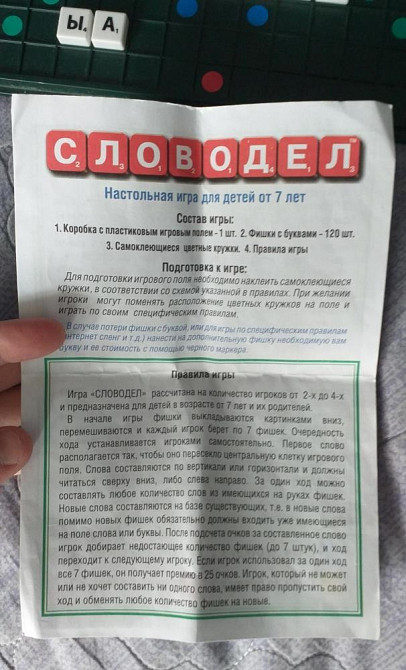 Ы А
СЛОВОДЕЛ
Настольная игра для детей от 7 лет
Состав игры:
1. Коробка с пластиковым игровым полем - 1 шт. 2. Фишки с буквами - 120 шт.
3. Самоклеющиеся цветные кружки. 4. Правила игры
Подготовка к игре:
Для подготовки игрового поля необходимо наклеить самоклеющиеся
кружки, в соответствии со схемой указанной в правилах. При желании
игроки могут поменять расположение цветных кружков на поле и
играть по своим специфическим правилам.
В случае потери фишки с буквой, или для игры по специфическим правилам
интернет сленг и т.д.) нанести на дополнительную фишку необходимую вам
букву и ее стоимость с помощью черного маркера.
Правила игры
Игра «СЛОВОДЕЛ» рассчитана на количество игроков от 2-х до 4-х
и предназначена для детей в возрасте от 7 лет и их родителей.
В начале игры фишки выкладываются картинками вниз,
перемешиваются и каждый игрок берет по 7 фишек. Очередность
хода устанавливается игроками самостоятельно. Первое слово
располагается так, чтобы оно пересекло центральную клетку игрового
поля. Слова составляются по вертикали или горизонтали и должны
читаться сверху вниз, либо слева направо. За один ход можно
составлять любое количество слов из имеющихся на руках фишек.
Новые слова составляются на базе существующих, т.е. в новые слова
помимо новых фишек обязательно должны входить уже имеющиеся
на поле слова или буквы. После подсчета очков за составленное слово
игрок добирает недостающее количество фишек (до 7 штук), и ход
переходит к следующему игроку. Если игрок использовал за один ход
все 7 фишек, он получает премию в 25 очков. Игрок, который не может
или не хочет составить ни одного слова, имеет право пропустить свой
ход и обменять любое количество фишек на новые.